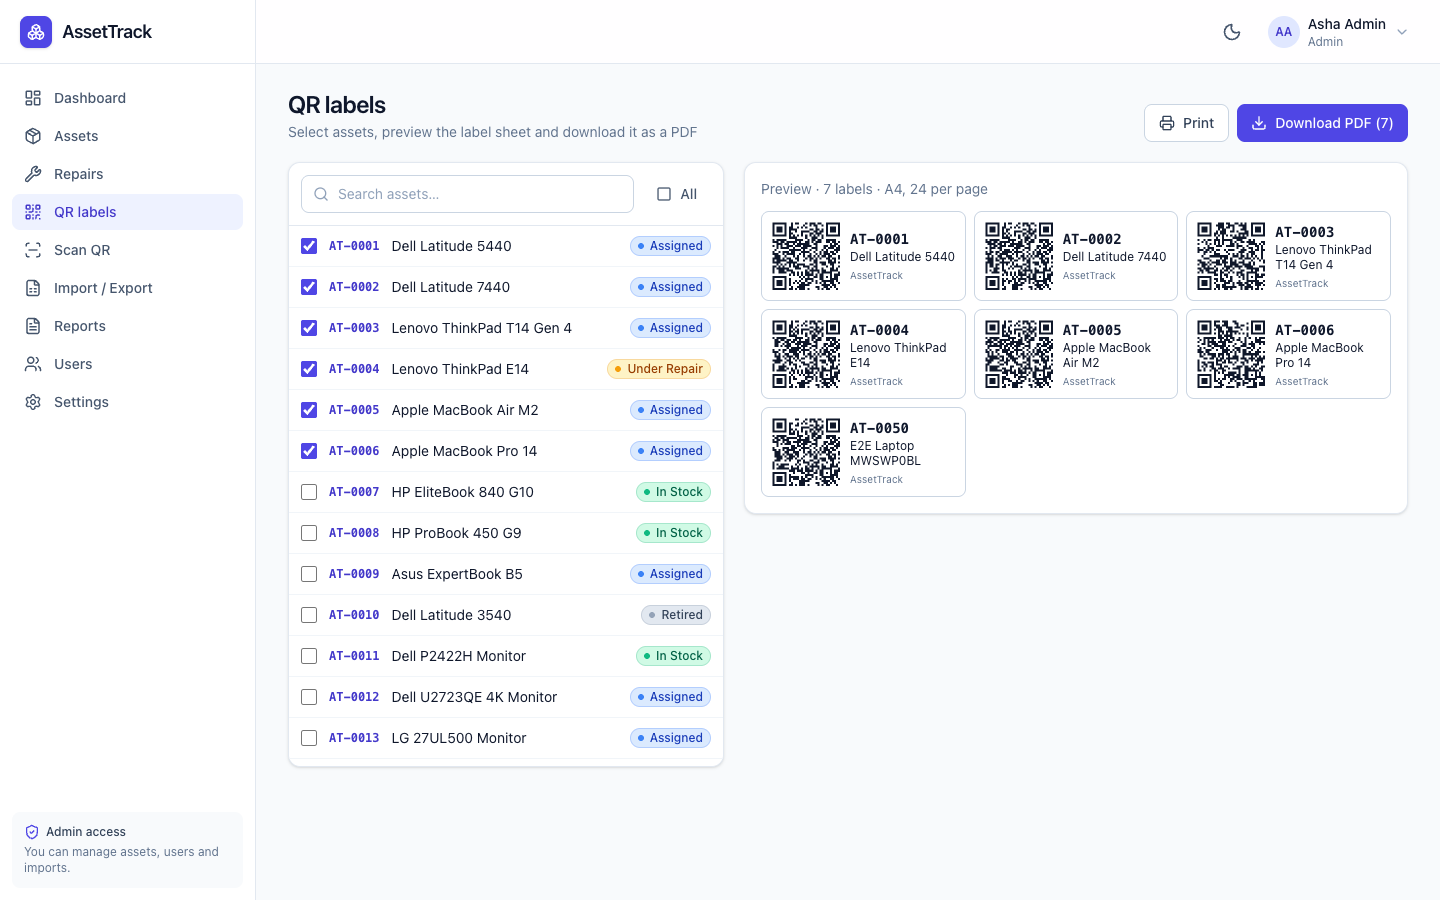 AssetTrack
AA
Asha Admin
Admin
Dashboard
Assets
Repairs
QR labels
Scan QR
Import / Export
Reports
Users
Settings
Admin access
You can manage assets, users and
imports.
QR labels
Select assets, preview the label sheet and download it as a PDF
Print
Download PDF (7)
Search assets...
All
AT-0001 Dell Latitude 5440 Assigned
AT-0002 Dell Latitude 7440 Assigned
AT-0003 Lenovo ThinkPad T14 Gen 4 Assigned
AT-0004 Lenovo ThinkPad E14 Under Repair
AT-0005 Apple MacBook Air M2 Assigned
AT-0006 Apple MacBook Pro 14 Assigned
AT-0007 HP EliteBook 840 G10 In Stock
AT-0008 HP ProBook 450 G9 In Stock
AT-0009 Asus ExpertBook B5 Assigned
AT-0010 Dell Latitude 3540 Retired
AT-0011 Dell P2422H Monitor In Stock
AT-0012 Dell U2723QE 4K Monitor Assigned
AT-0013 LG 27UL500 Monitor Assigned
Preview · 7 labels · A4, 24 per page
AT-0001
Dell Latitude 5440
AssetTrack
AT-0002
Dell Latitude 7440
AssetTrack
AT-0003
Lenovo ThinkPad
T14 Gen 4
AssetTrack
AT-0004
Lenovo ThinkPad
E14
AssetTrack
AT-0005
Apple MacBook
Air M2
AssetTrack
AT-0006
Apple MacBook
Pro 14
AssetTrack
AT-0050
E2E Laptop
MWSWP0BL
AssetTrack